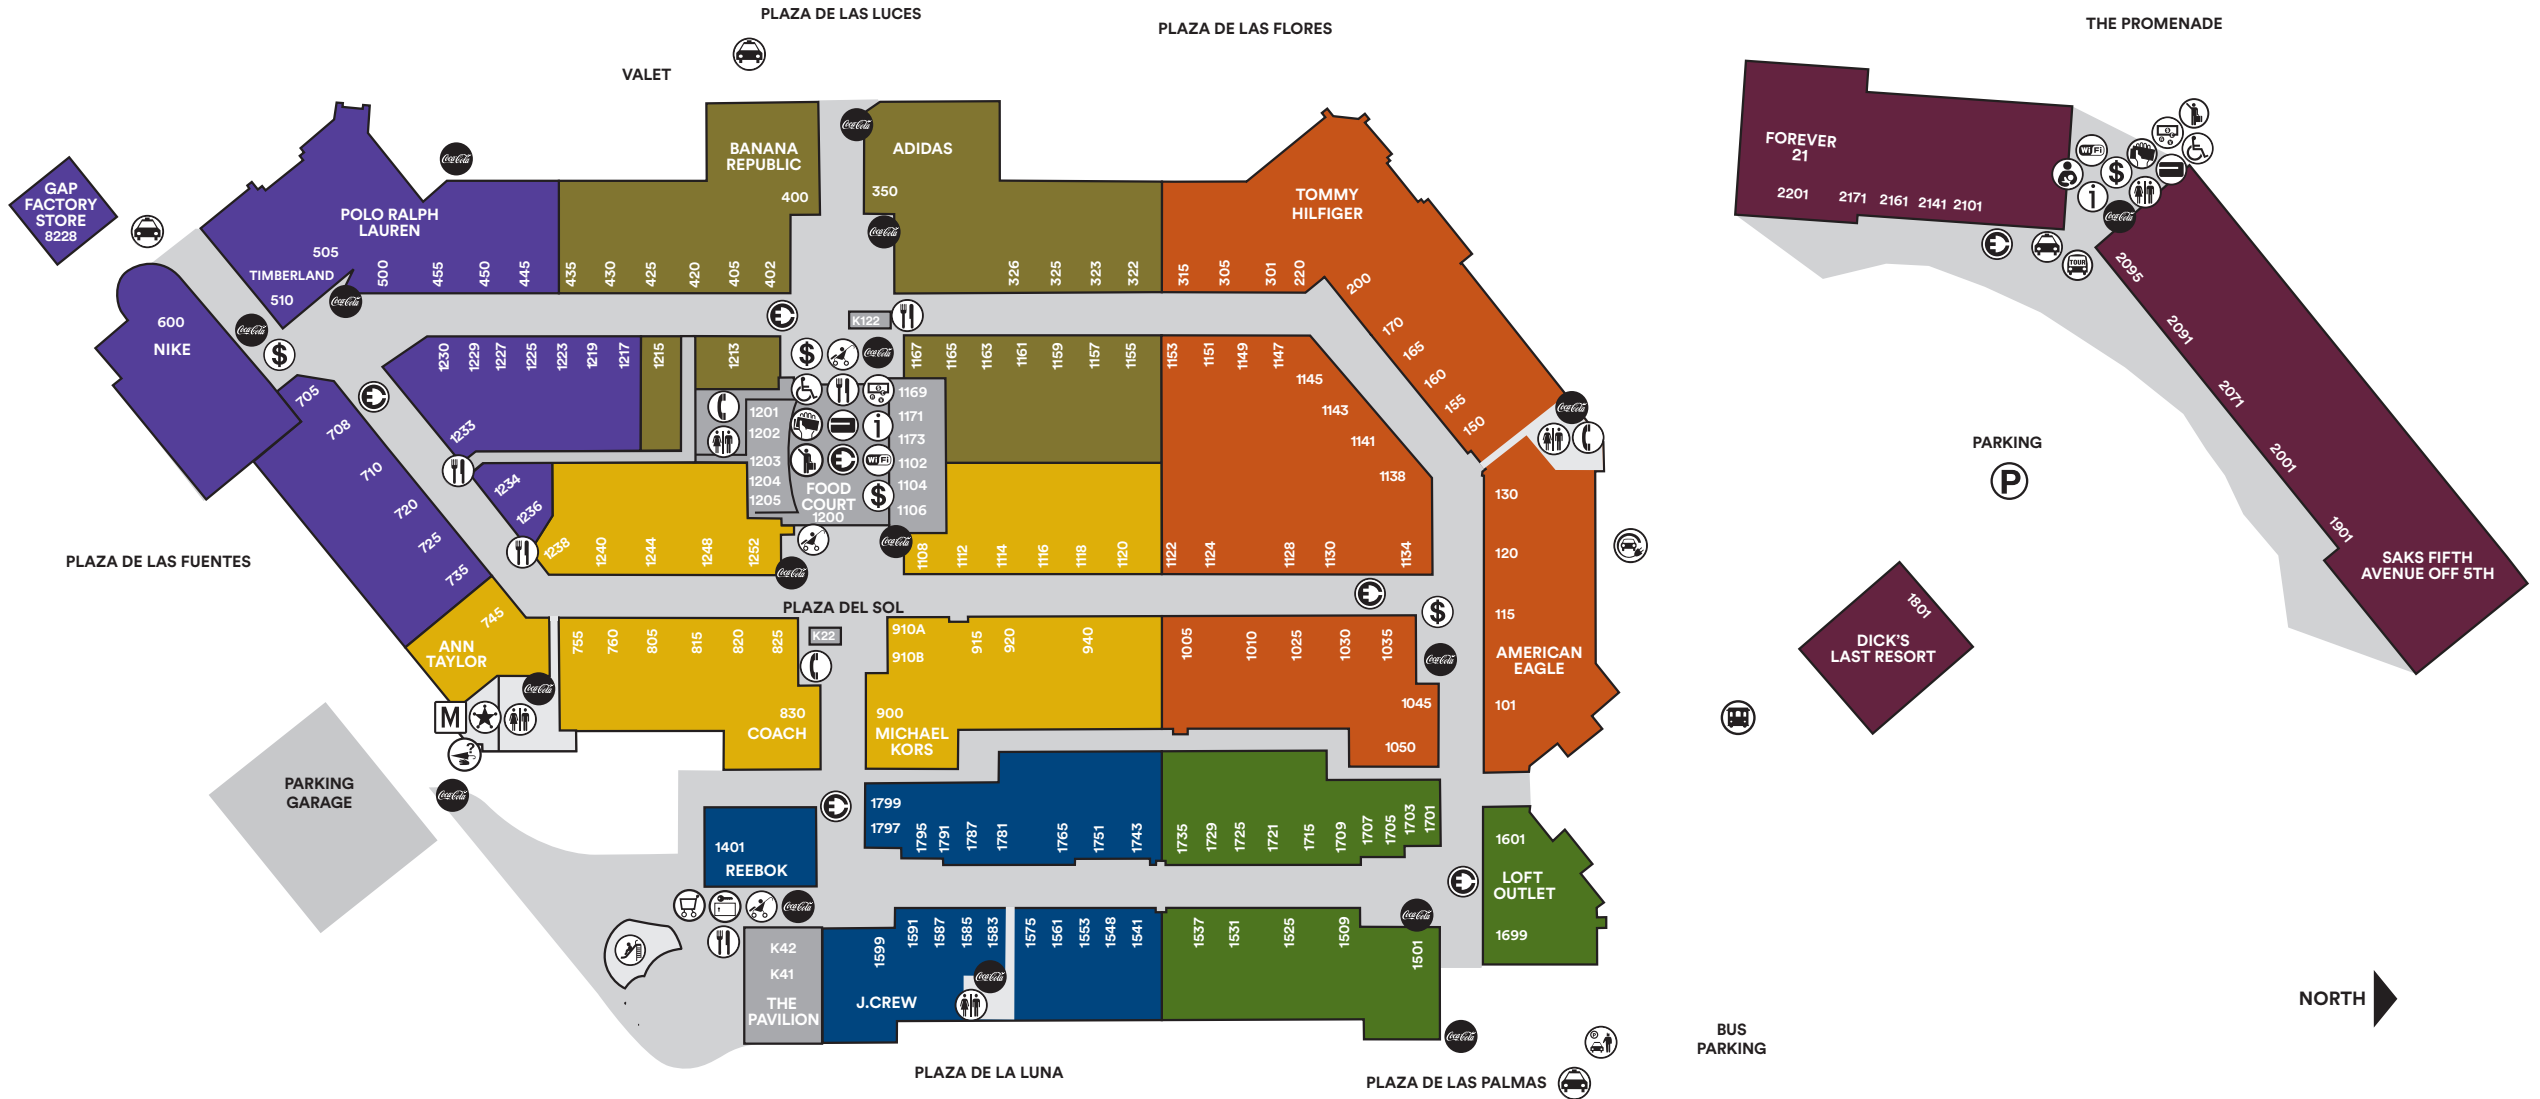 PLAZA DE LAS LUCES
PLAZA DE LAS FLORES
THE PROMENADE
VALET
GAP
FACTORY
STORE
8228
POLO RALPH
LAUREN
505
TIMBERLAND
510
500
455
450
445
435
430
425
420
405
402
BANANA
REPUBLIC
400
ADIDAS
350
326
325
323
322
315
305
301
220
TOMMY
HILFIGER
200
170
165
160
155
150
FOREVER
21
2201
2171
2161
2141
2101
WiFi
TOUR
2095
2091
2071
2001
1901
SAKS FIFTH
AVENUE OFF 5TH
PARKING
P
1801
DICK'S
LAST RESORT
600
NIKE
705
708
710
720
725
735
745
ANN
TAYLOR
1230
1229
1227
1225
1223
1219
1217
1215
1213
1233
1234
1236
1238
1240
1244
1248
1252
K122
1201
1202
1203
1204
1205
FOOD
COURT
1200
WiFi
1169
1171
1173
1102
1104
1106
1167
1165
1163
1161
1159
1157
1155
1153
1151
1149
1147
1145
1143
1141
1138
1108
1112
1114
1116
1118
1120
1122
1124
1128
1130
1134
130
120
115
AMERICAN
EAGLE
101
PLAZA DE LAS FUENTES
PLAZA DEL SOL
K22
755
760
805
815
820
825
830
COACH
910A
910B
915
920
940
900
MICHAEL
KORS
1005
1010
1025
1030
1035
1045
1050
M
PARKING
GARAGE
1401
REEBOK
1799
1797
1795
1791
1787
1781
1765
1751
1743
1735
1729
1725
1721
1715
1709
1707
1705
1703
1701
1601
LOFT
OUTLET
1699
K42
K41
THE
PAVILION
1599
J.CREW
1591
1587
1585
1583
1575
1561
1553
1548
1541
1537
1531
1525
1509
1501
Coca-Cola
PLAZA DE LA LUNA
PLAZA DE LAS PALMAS
BUS
PARKING
NORTH